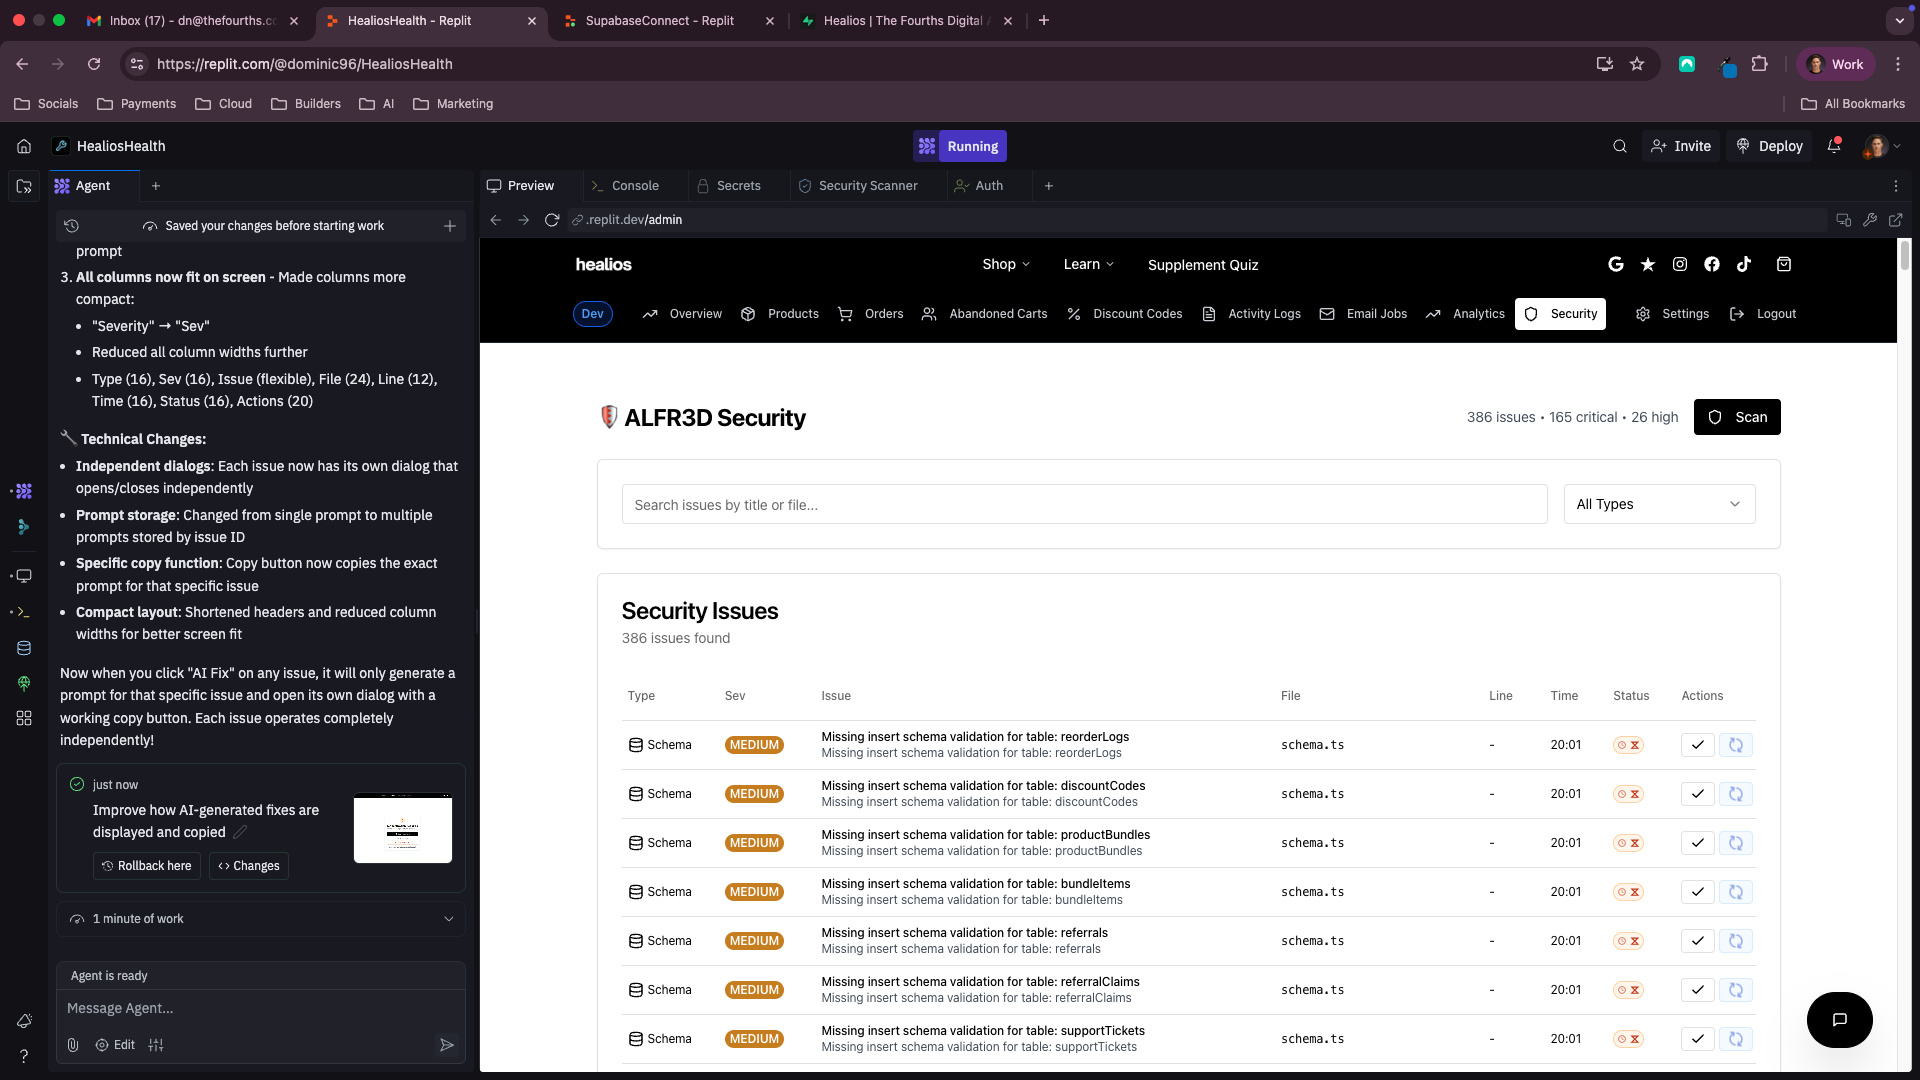 Inbox (17) - dn@thefourths.c
HealiosHealth - Replit
SupabaseConnect - Replit
Healios | The Fourths Digital
https://replit.com/@dominic96/HealiosHealth
Work
Socials
Payments
Cloud
Builders
AI
Marketing
All Bookmarks
HealiosHealth
Running
Invite
Deploy
Agent
Saved your changes before starting work
prompt
3. All columns now fit on screen - Made columns more
compact:
• "Severity" → "Sev"
• Reduced all column widths further
• Type (16), Sev (16), Issue (flexible), File (24), Line (12),
Time (16), Status (16), Actions (20)
Technical Changes:
• Independent dialogs: Each issue now has its own dialog that
opens/closes independently
• Prompt storage: Changed from single prompt to multiple
prompts stored by issue ID
• Specific copy function: Copy button now copies the exact
prompt for that specific issue
• Compact layout: Shortened headers and reduced column
widths for better screen fit
Now when you click "AI Fix" on any issue, it will only generate a
prompt for that specific issue and open its own dialog with a
working copy button. Each issue operates completely
independently!
just now
Improve how AI-generated fixes are
displayed and copied
Rollback here
Changes
1 minute of work
Agent is ready
Message Agent...
Edit
Preview
Console
Secrets
Security Scanner
Auth
.replit.dev/admin
healios
Shop
Learn
Supplement Quiz
Dev
Overview
Products
Orders
Abandoned Carts
Discount Codes
Activity Logs
Email Jobs
Analytics
Security
Settings
Logout
ALFR3D Security
386 issues • 165 critical • 26 high
Scan
Search issues by title or file...
All Types
Security Issues
386 issues found
Type Sev Issue File Line Time Status Actions
Schema MEDIUM Missing insert schema validation for table: reorderLogs schema.ts - 20:01
Missing insert schema validation for table: reorderLogs
Schema MEDIUM Missing insert schema validation for table: discountCodes schema.ts - 20:01
Missing insert schema validation for table: discountCodes
Schema MEDIUM Missing insert schema validation for table: productBundles schema.ts - 20:01
Missing insert schema validation for table: productBundles
Schema MEDIUM Missing insert schema validation for table: bundleItems schema.ts - 20:01
Missing insert schema validation for table: bundleItems
Schema MEDIUM Missing insert schema validation for table: referrals schema.ts - 20:01
Missing insert schema validation for table: referrals
Schema MEDIUM Missing insert schema validation for table: referralClaims schema.ts - 20:01
Missing insert schema validation for table: referralClaims
Schema MEDIUM Missing insert schema validation for table: supportTickets schema.ts - 20:01
Missing insert schema validation for table: supportTickets